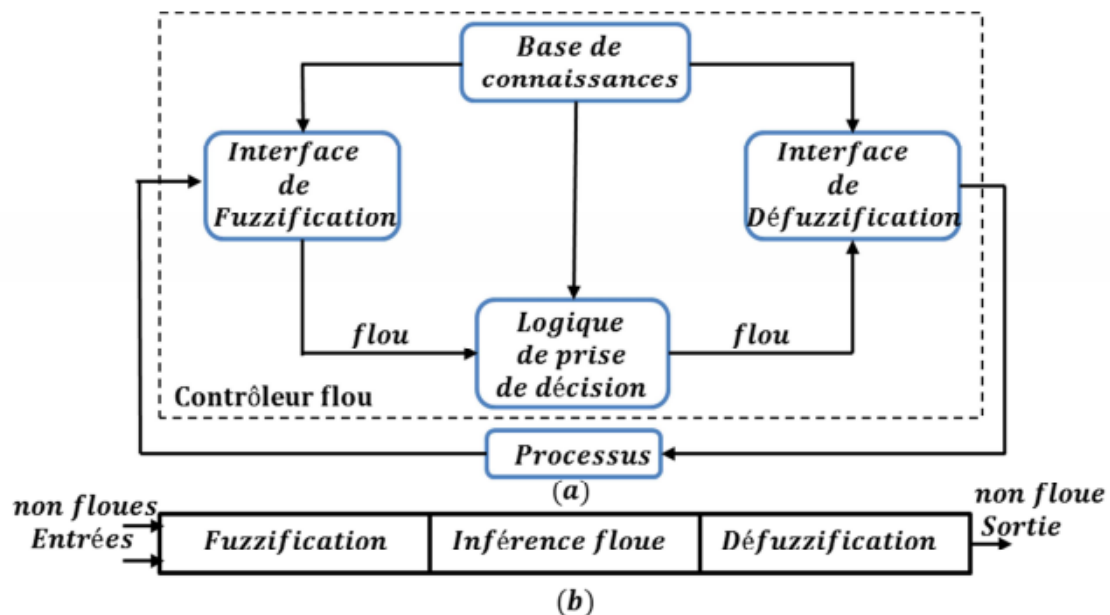 Base de
connaissances
Interface
de
Fuzzification
Interface
de
Défuzzification
flou
Logique
de prise
de décision
flou
Contrôleur flou
Processus
(a)
non floues
Entrées
Fuzzification
Inférence floue
Défuzzification
non floue
Sortie
(b)